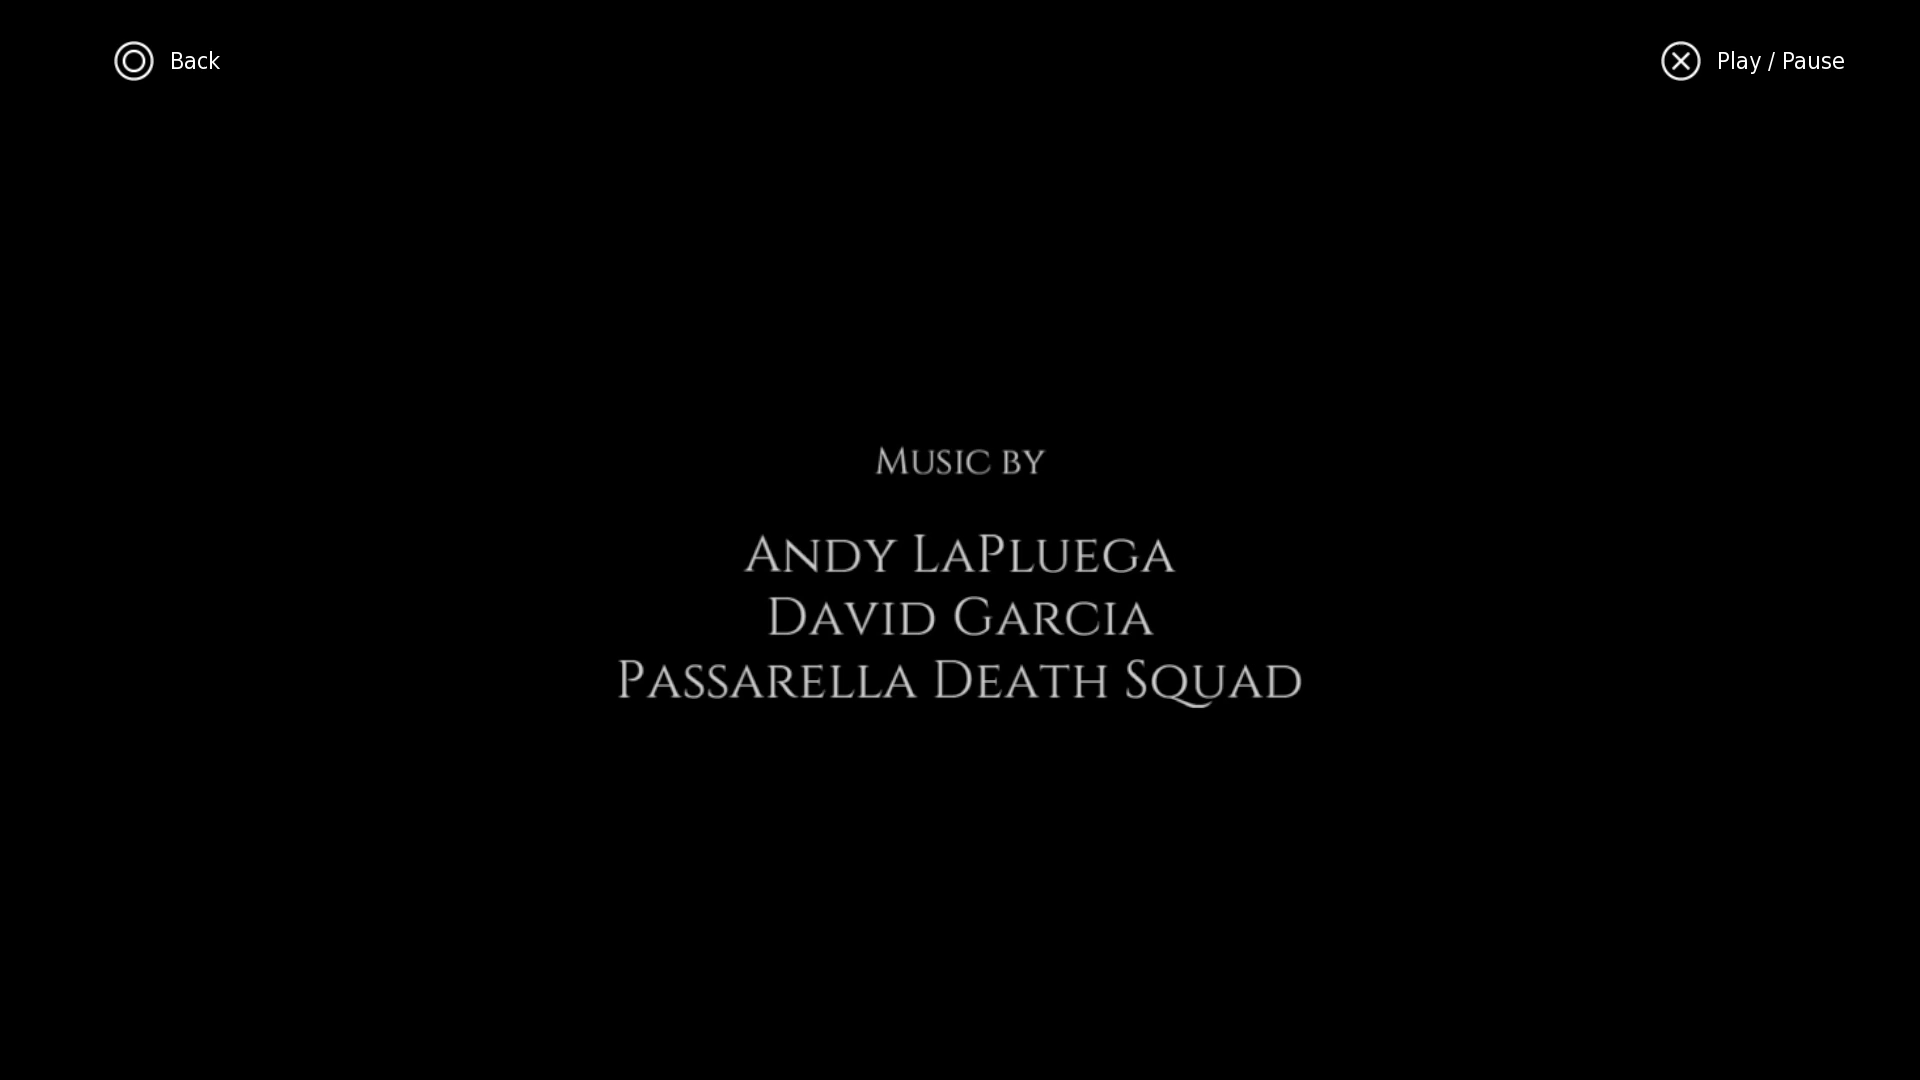 Back
Play / Pause
Music by
Andy LaPluega
David Garcia
Passarella Death Squad